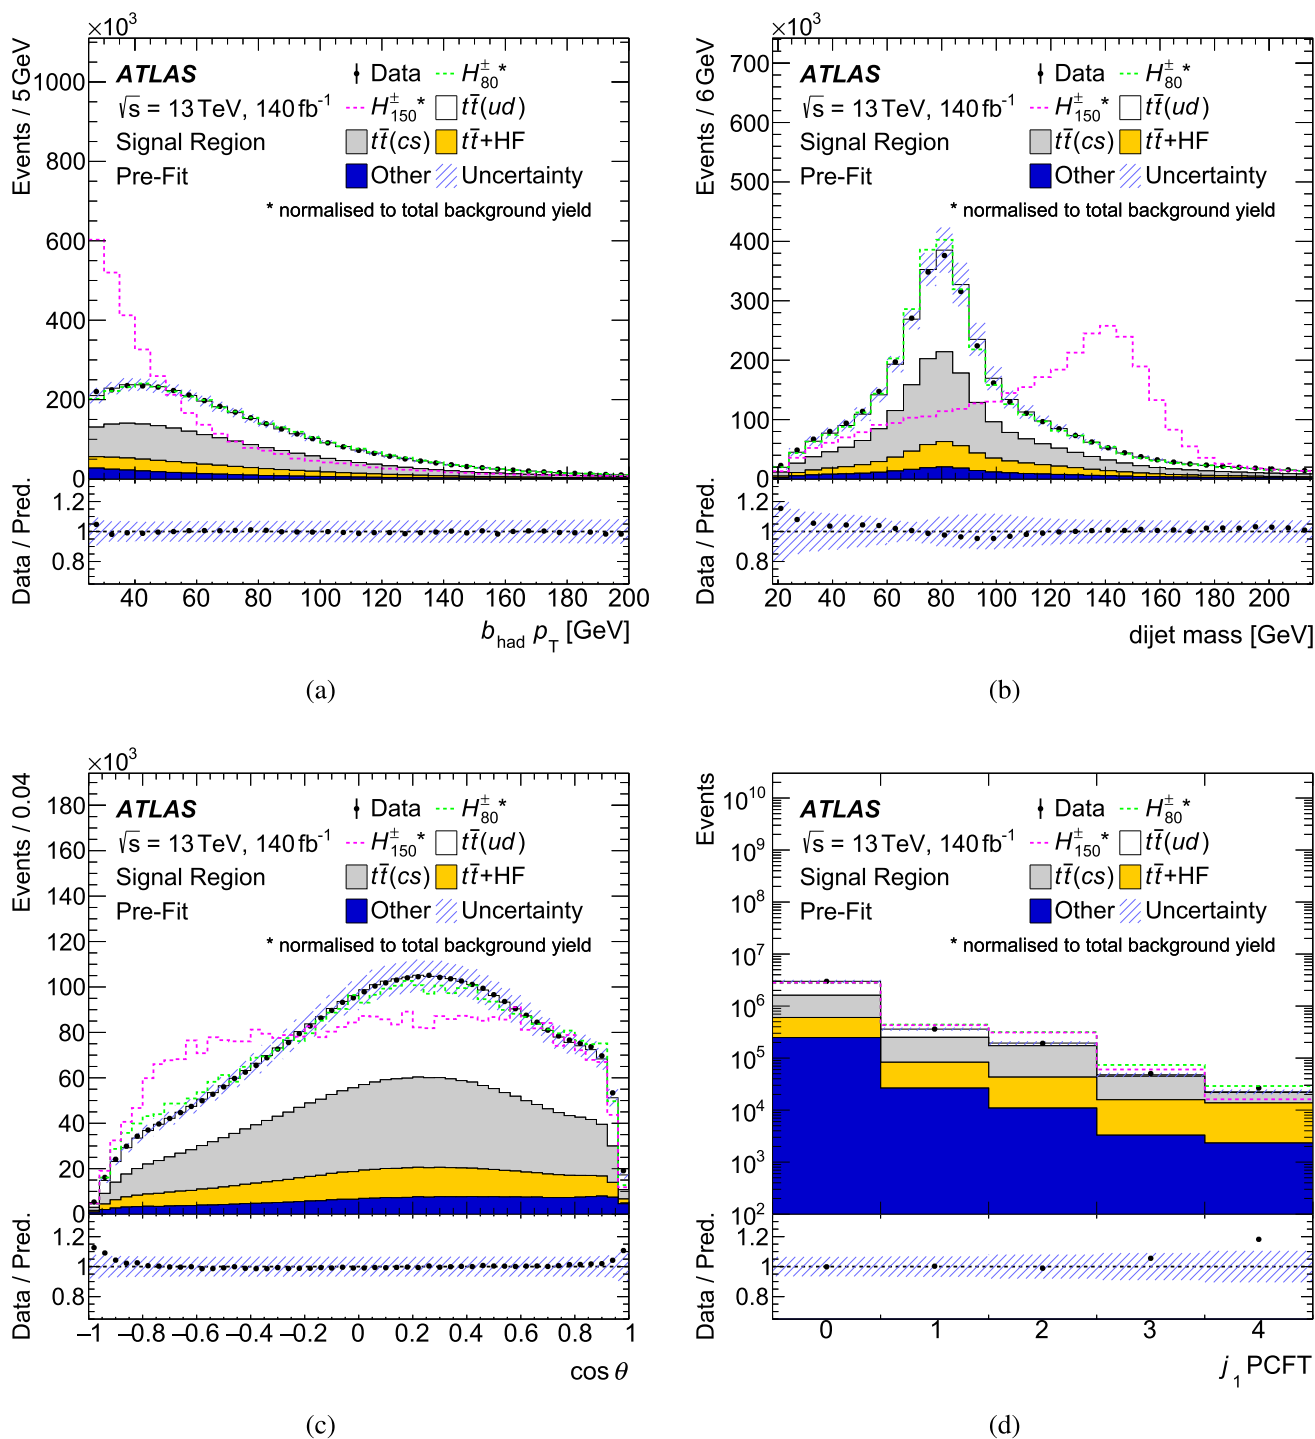 ×10³
Events / 5 GeV
1000
800
600
400
200
0
ATLAS
√s = 13 TeV, 140 fb⁻¹
Signal Region
Pre-Fit
Data
H±80 *
H±150 *
tt̄(ud)
tt̄(cs)
tt̄+HF
Other
Uncertainty
* normalised to total background yield
Data / Pred.
1.2
1
0.8
40 60 80 100 120 140 160 180 200
b had p T [GeV]
(a)
×10³
Events / 6 GeV
700
600
500
400
300
200
100
0
ATLAS
√s = 13 TeV, 140 fb⁻¹
Signal Region
Pre-Fit
Data
H±80 *
H±150 *
tt̄(ud)
tt̄(cs)
tt̄+HF
Other
Uncertainty
* normalised to total background yield
Data / Pred.
1.2
1
0.8
20 40 60 80 100 120 140 160 180 200
dijet mass [GeV]
(b)
×10³
Events / 0.04
180
160
140
120
100
80
60
40
20
0
ATLAS
√s = 13 TeV, 140 fb⁻¹
Signal Region
Pre-Fit
Data
H±80 *
H±150 *
tt̄(ud)
tt̄(cs)
tt̄+HF
Other
Uncertainty
* normalised to total background yield
Data / Pred.
1.2
1
0.8
−1 −0.8 −0.6 −0.4 −0.2 0 0.2 0.4 0.6 0.8 1
cos θ
(c)
Events
10¹⁰
10⁹
10⁸
10⁷
10⁶
10⁵
10⁴
10³
10²
ATLAS
√s = 13 TeV, 140 fb⁻¹
Signal Region
Pre-Fit
Data
H±80 *
H±150 *
tt̄(ud)
tt̄(cs)
tt̄+HF
Other
Uncertainty
* normalised to total background yield
Data / Pred.
1.2
1
0.8
0 1 2 3 4
j₁ PCFT
(d)